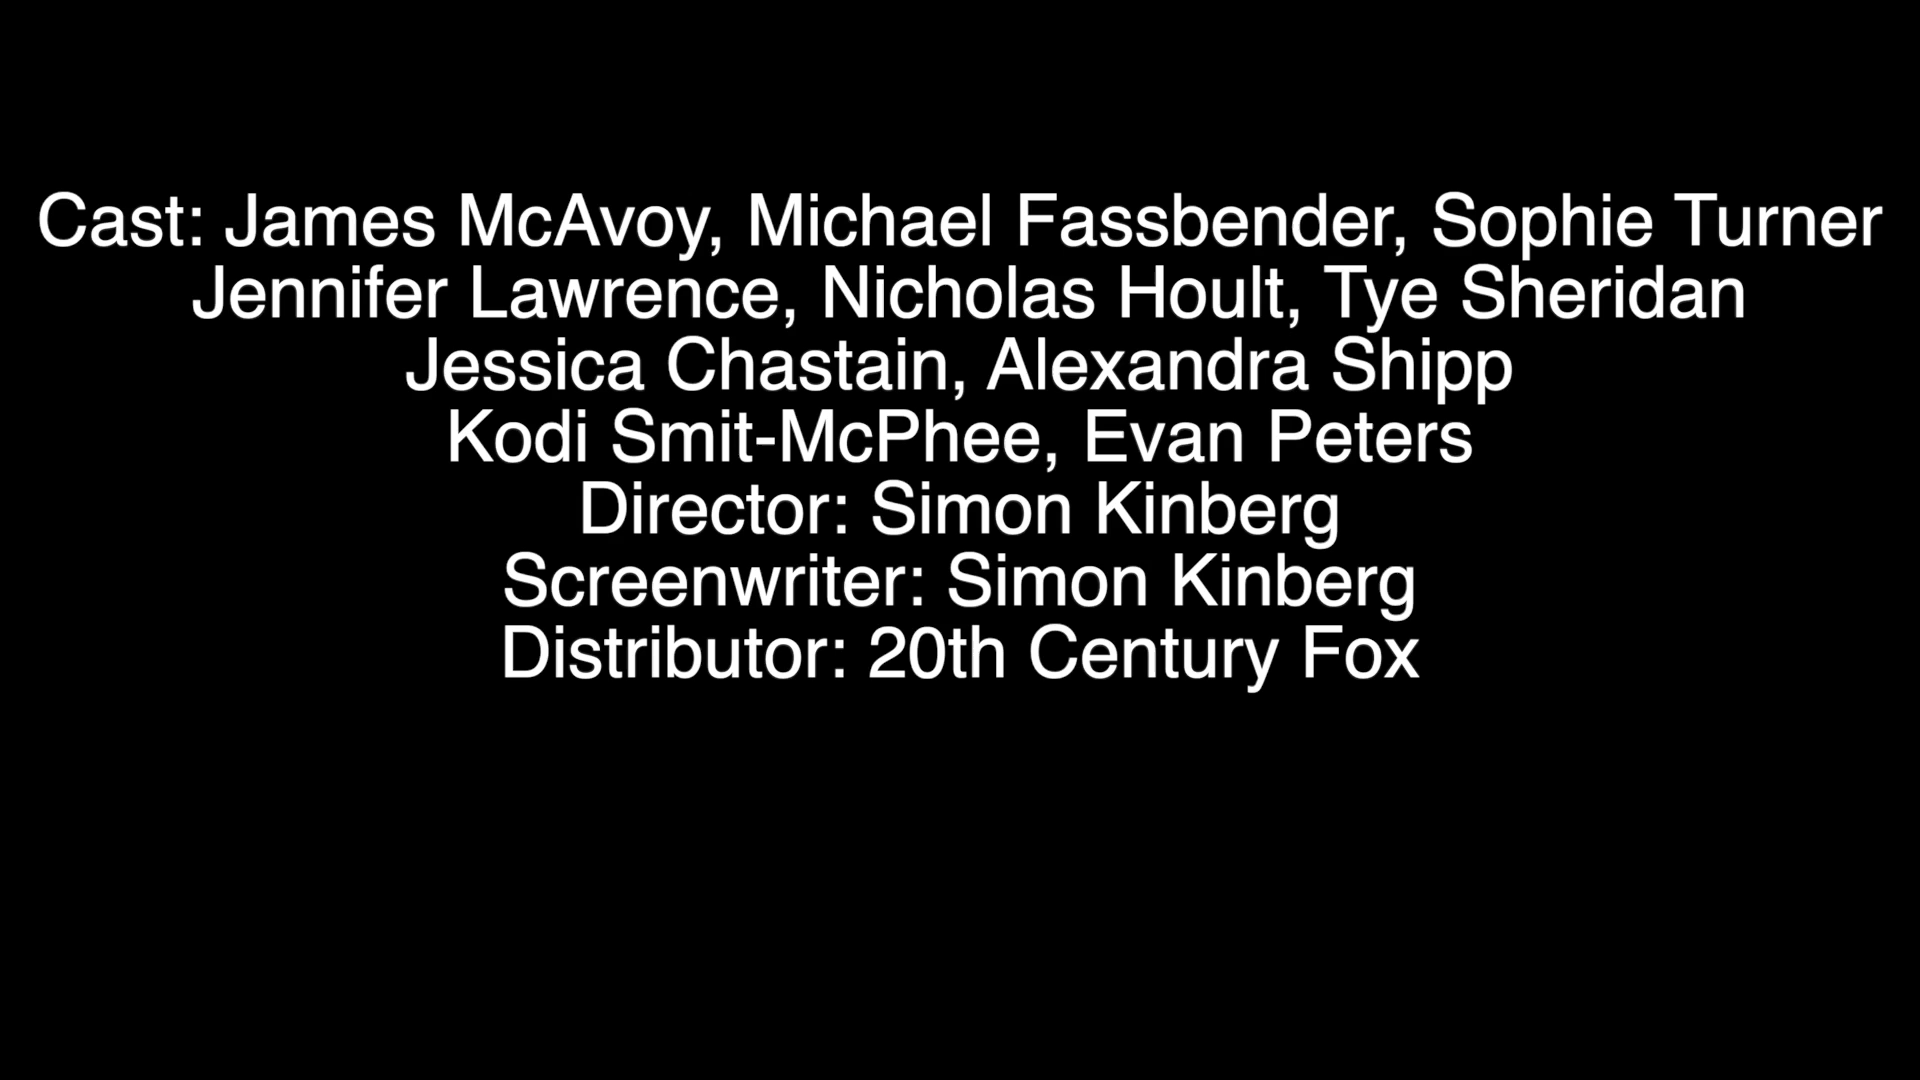 Cast: James McAvoy, Michael Fassbender, Sophie Turner
Jennifer Lawrence, Nicholas Hoult, Tye Sheridan
Jessica Chastain, Alexandra Shipp
Kodi Smit-McPhee, Evan Peters
Director: Simon Kinberg
Screenwriter: Simon Kinberg
Distributor: 20th Century Fox